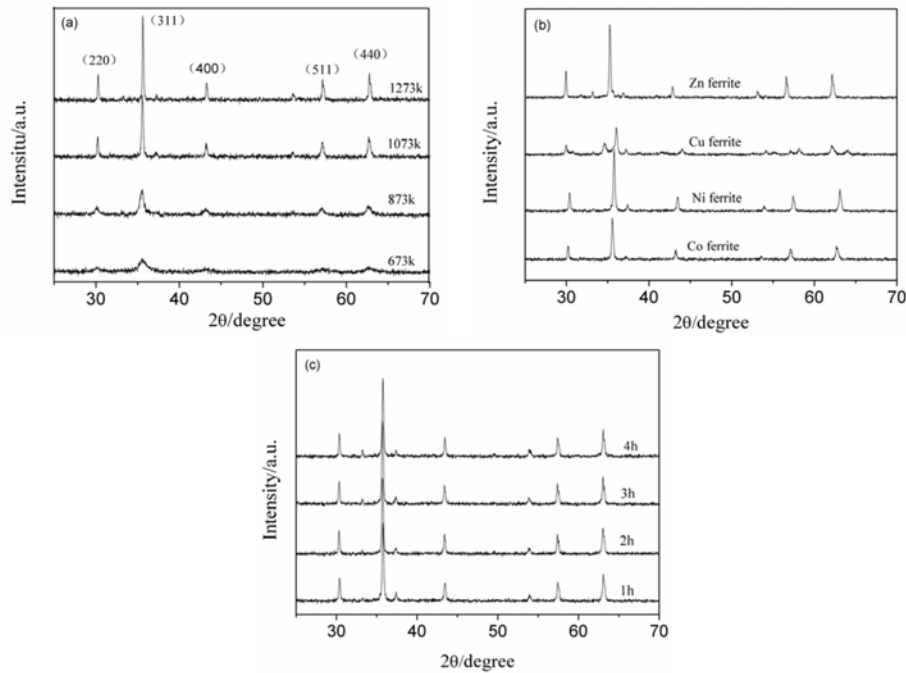 (a)
（311）
（220）
（400）
（511）
（440）
1273k
1073k
873k
673k
Intensitu/a.u.
30 40 50 60 70
2θ/degree
(b)
Zn ferrite
Cu ferrite
Ni ferrite
Co ferrite
Intensity/a.u.
30 40 50 60 70
2θ/degree
(c)
4h
3h
2h
1h
Intensity/a.u.
30 40 50 60 70
2θ/degree